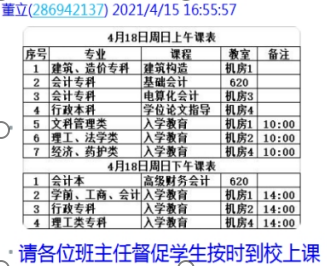 董立(286942137) 2021/4/15 16:55:57
4月18日周日上午课表
序号 专业 课程 教室 备注
1 建筑、造价专科 建筑构造 机房1
2 会计专科 基础会计 620
3 会计专科 电算化会计 机房3
4 行政本科 学位论文指导 机房4
5 文科管理类 入学教育 机房1 10:00
6 理工、法学类 入学教育 机房2 10:00
7 经济、药护类 入学教育 机房4 10:00
4月18日周日下午课表
1 会计本 高级财务会计 620
2 学前、工商、会计 入学教育 机房1 14:00
3 行政专科 入学教育 机房2 14:00
4 理工类专科 入学教育 机房4 14:00
请各位班主任督促学生按时到校上课